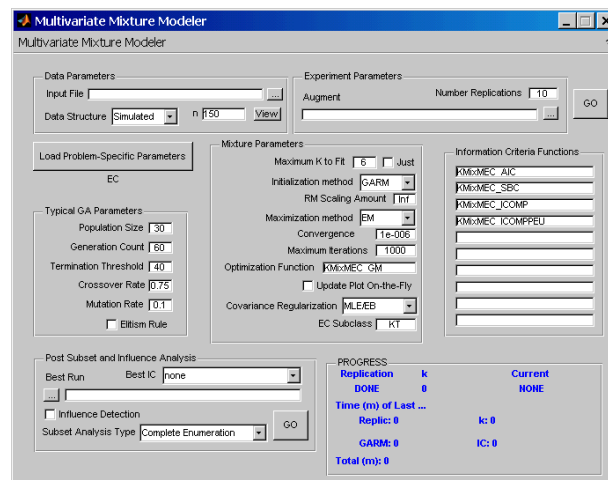 Multivariate Mixture Modeler
Multivariate Mixture Modeler
Data Parameters
Input File ...
Data Structure Simulated n 150 View
Experiment Parameters
Augment Number Replications 10
...
GO
Load Problem-Specific Parameters
EC
Typical GA Parameters
Population Size 30
Generation Count 60
Termination Threshold 40
Crossover Rate 0.75
Mutation Rate 0.1
Elitism Rule
Mixture Parameters
Maximum K to Fit 6 Just
Initialization method GARM
RM Scaling Amount Inf
Maximization method EM
Convergence 1e-006
Maximum Iterations 1000
Optimization Function KMixMEC_GM
Update Plot On-the-Fly
Covariance Regularization MLE/EB
EC Subclass KT
Information Criteria Functions
KMixMEC_AIC
KMixMEC_SBC
KMixMEC_ICOMP
KMixMEC_ICOMPPEU
Post Subset and Influence Analysis
Best Run Best IC none
...
Influence Detection
Subset Analysis Type Complete Enumeration
GO
PROGRESS
Replication k Current
DONE 0 NONE
Time (m) of Last ...
Replic: 0 k: 0
GARM: 0 IC: 0
Total (m): 0